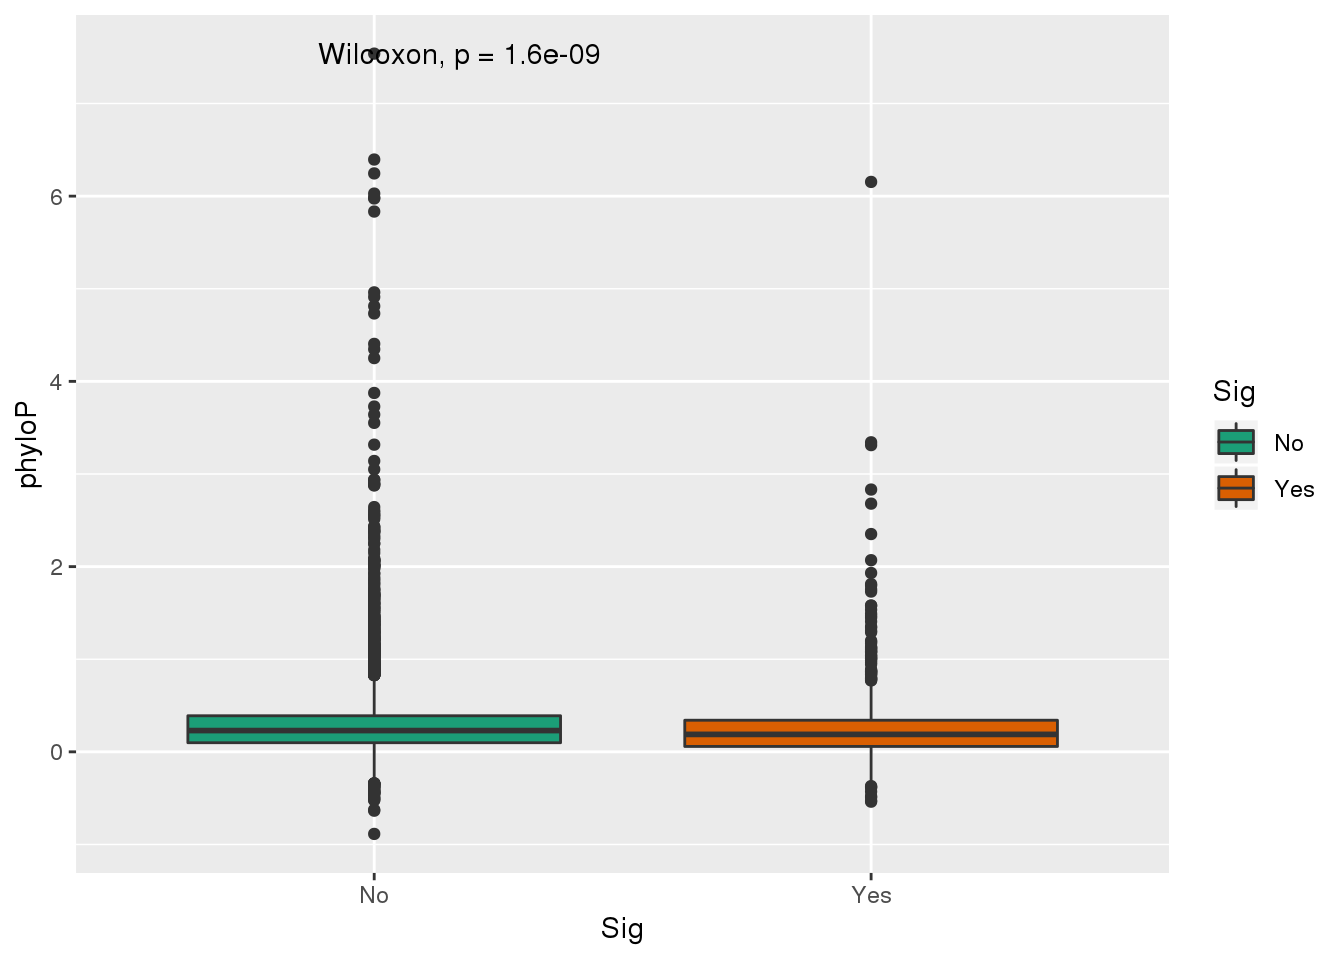 Wilcoxon, p = 1.6e-09
6
4
2
0
phyloP
No
Yes
Sig
Sig
No
Yes